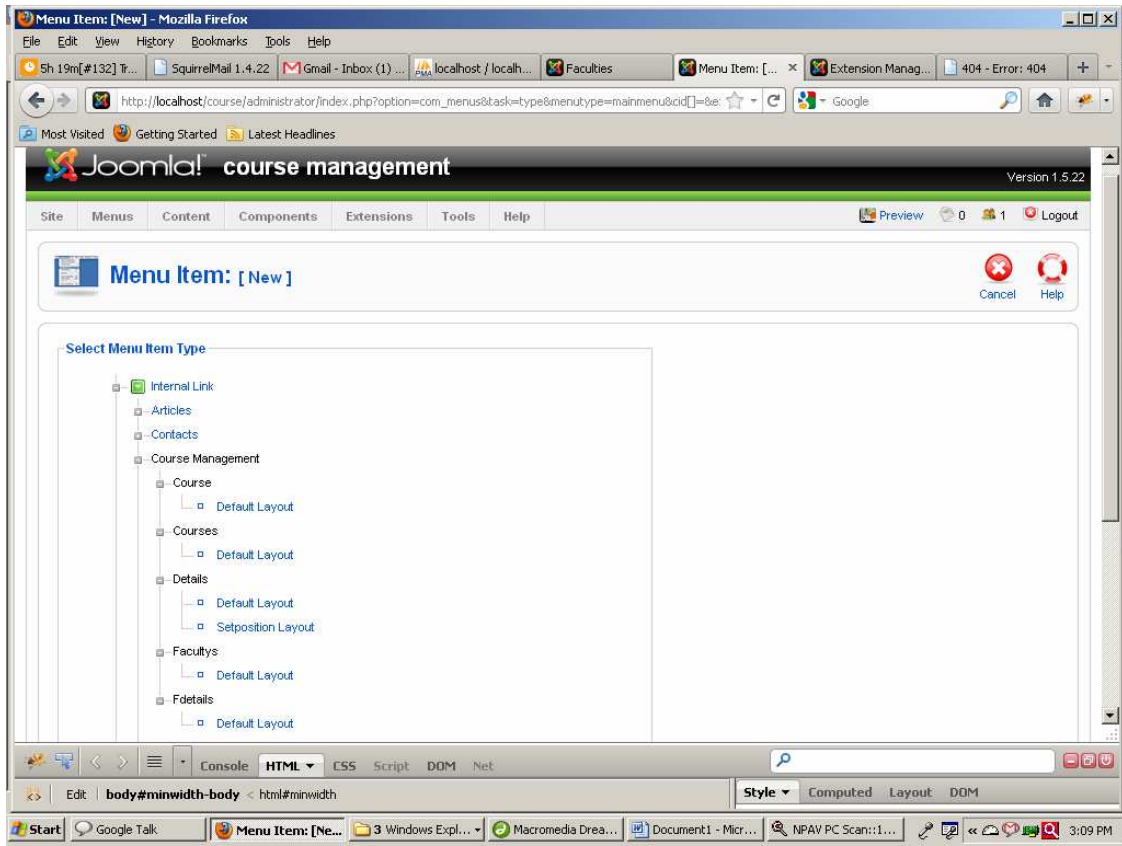 Menu Item: [New] - Mozilla Firefox
File Edit View History Bookmarks Tools Help
5h 19m[#132] Tr... SquirrelMail 1.4.22 Gmail - Inbox (1) ... PMA localhost / localh... Faculties Menu Item: [... Extension Manag... 404 - Error: 404
http://localhost/course/administrator/index.php?option=com_menus&task=type&menutype=mainmenu&cid[]=&e: Google
Most Visited Getting Started Latest Headlines
Joomla! course management
Version 1.5.22
Site Menus Content Components Extensions Tools Help Preview 0 1 Logout
Menu Item: [ New ]
Cancel Help
Select Menu Item Type
Internal Link
Articles
Contacts
Course Management
Course
Default Layout
Courses
Default Layout
Details
Default Layout
Setposition Layout
Facultys
Default Layout
Fdetails
Default Layout
Console HTML CSS Script DOM Net
Edit body#minwidth-body < html#minwidth Style Computed Layout DOM
Start Google Talk Menu Item: [Ne... 3 Windows Expl... Macromedia Drea... Document1 - Micr... NPAV PC Scan::1... « 3:09 PM